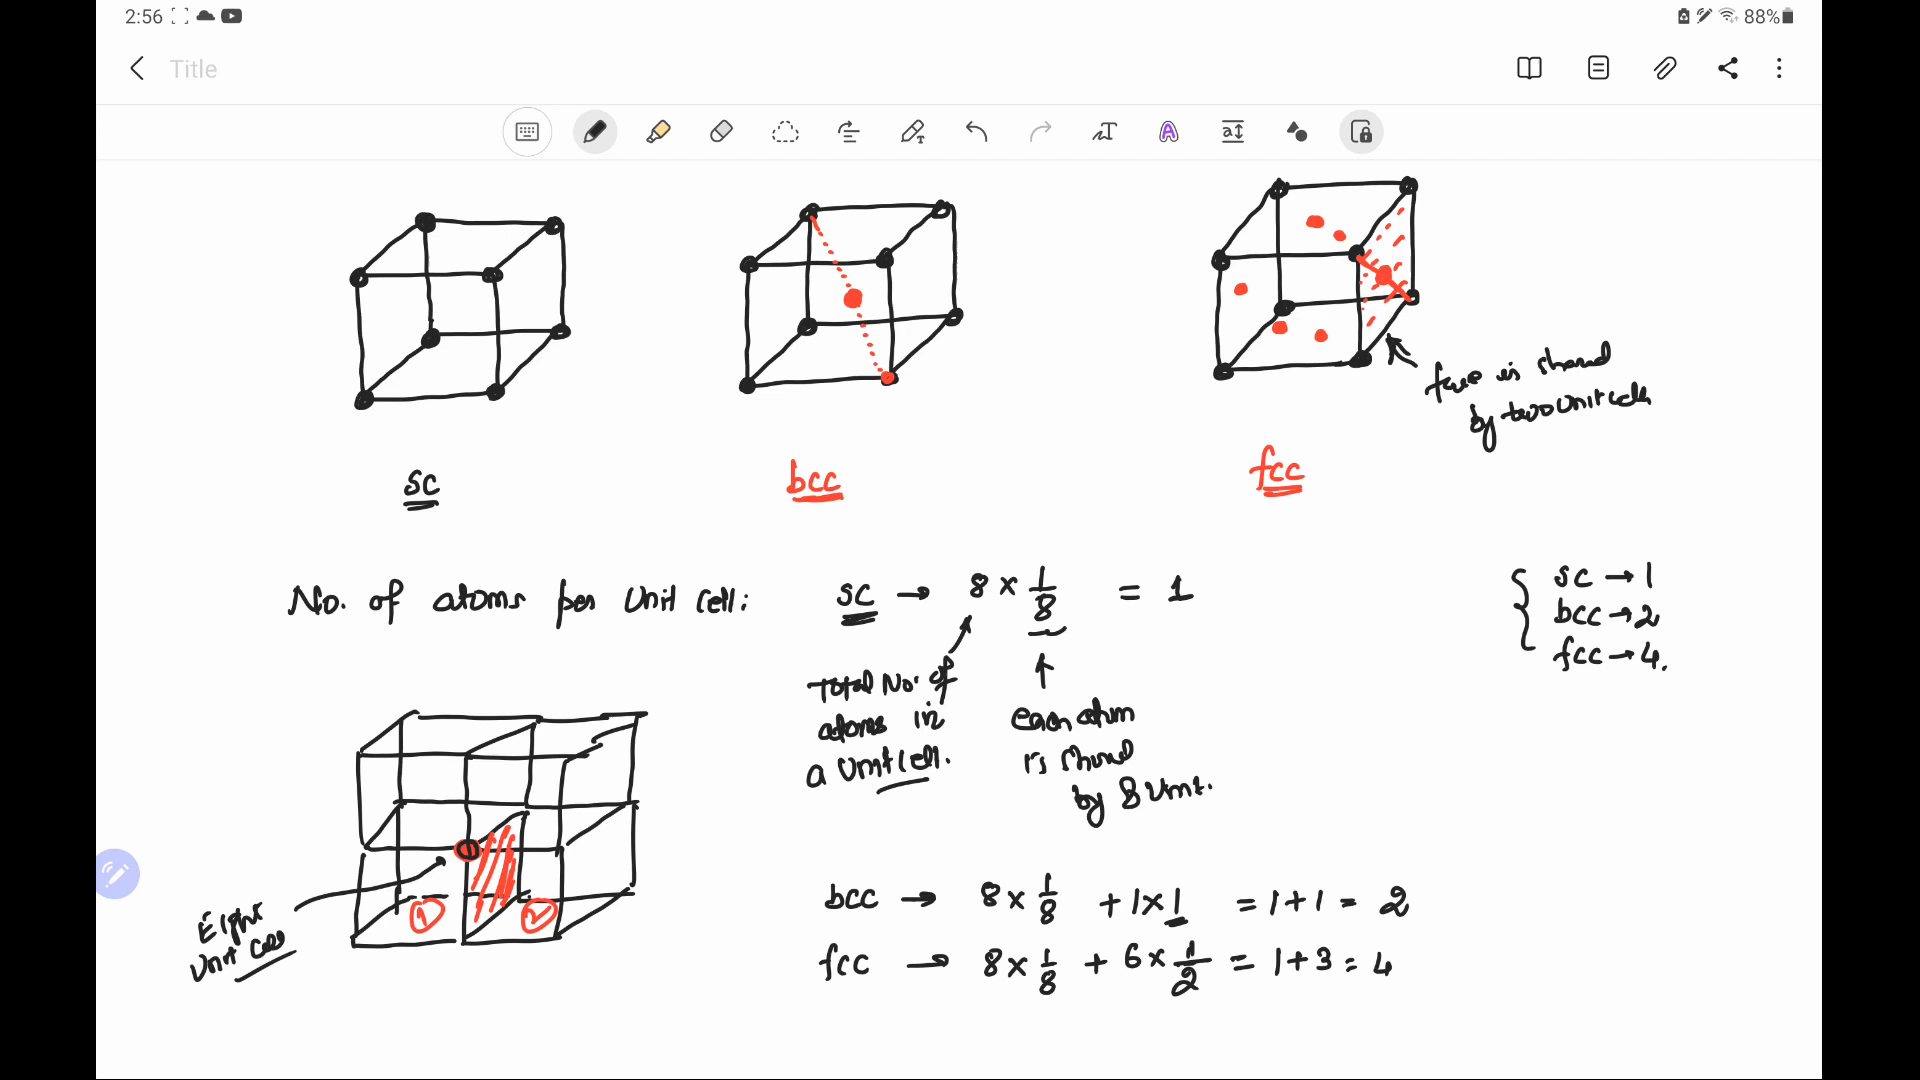 2:56
88%
Title
face is shared
by two unit cells
sc
bcc
fcc
No. of atoms per Unit cell:
sc → 8 × 1/8 = 1
sc → 1
bcc → 2
fcc → 4.
Total No. of
atoms in
a Unit cell.
each atom
is shared
by 8 Unit.
Eight
Unit cells
1
2
bcc → 8 × 1/8 + 1 × 1 = 1 + 1 = 2
fcc → 8 × 1/8 + 6 × 1/2 = 1 + 3 = 4